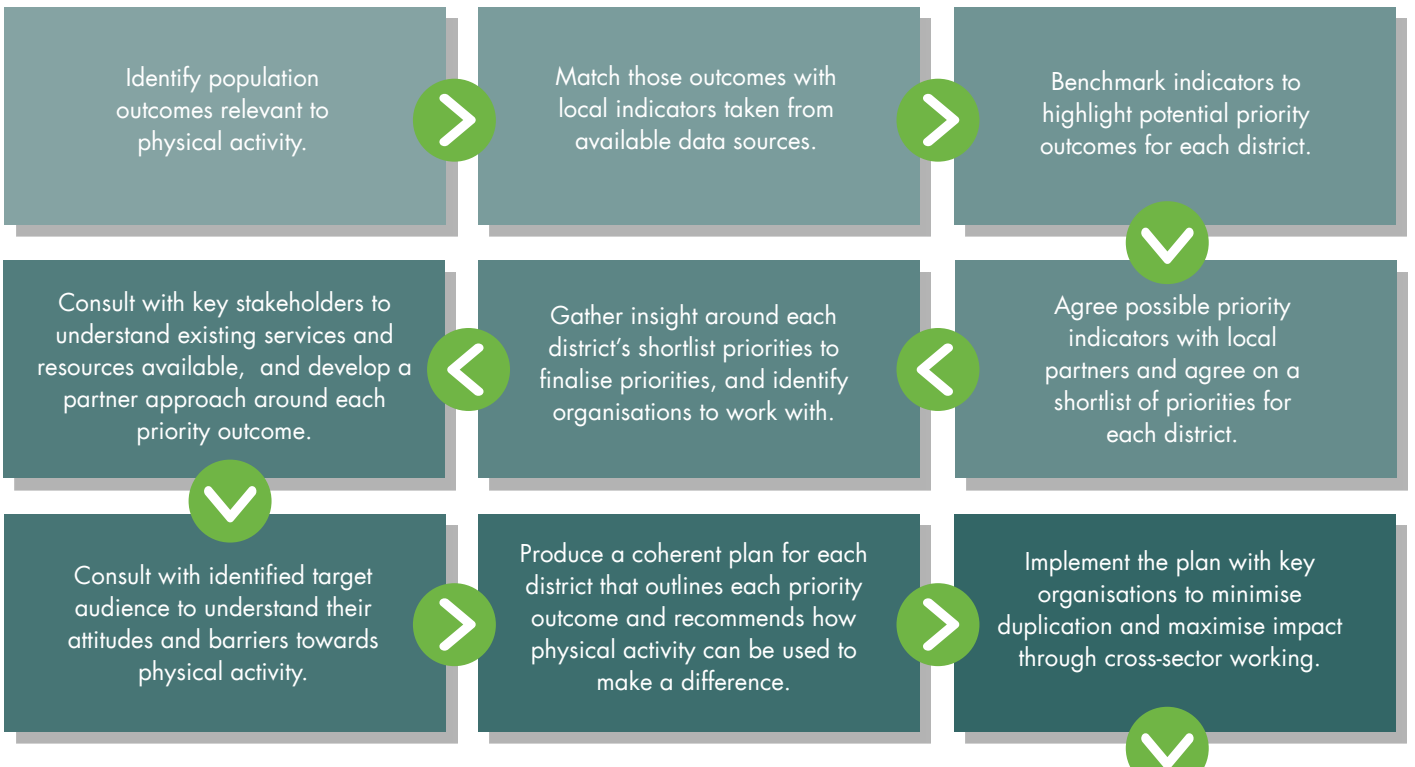 Identify population
outcomes relevant to
physical activity.
Match those outcomes with
local indicators taken from
available data sources.
Benchmark indicators to
highlight potential priority
outcomes for each district.
Agree possible priority
indicators with local
partners and agree on a
shortlist of priorities for
each district.
Gather insight around each
district's shortlist priorities to
finalise priorities, and identify
organisations to work with.
Consult with key stakeholders to
understand existing services and
resources available,  and develop a
partner approach around each
priority outcome.
Consult with identified target
audience to understand their
attitudes and barriers towards
physical activity.
Produce a coherent plan for each
district that outlines each priority
outcome and recommends how
physical activity can be used to
make a difference.
Implement the plan with key
organisations to minimise
duplication and maximise impact
through cross-sector working.